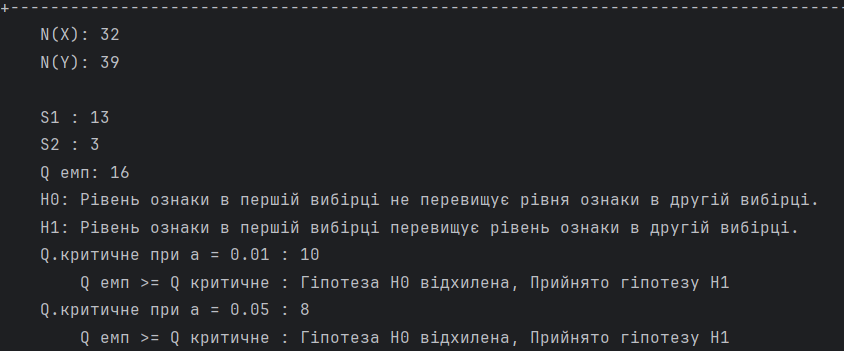 N(X): 32
N(Y): 39
S1 : 13
S2 : 3
Q емп: 16
H0: Рівень ознаки в першій вибірці не перевищує рівня ознаки в другій вибірці.
H1: Рівень ознаки в першій вибірці перевищує рівень ознаки в другій вибірці.
Q.критичне при a = 0.01 : 10
Q емп >= Q критичне : Гіпотеза H0 відхилена, Прийнято гіпотезу H1
Q.критичне при a = 0.05 : 8
Q емп >= Q критичне : Гіпотеза H0 відхилена, Прийнято гіпотезу H1